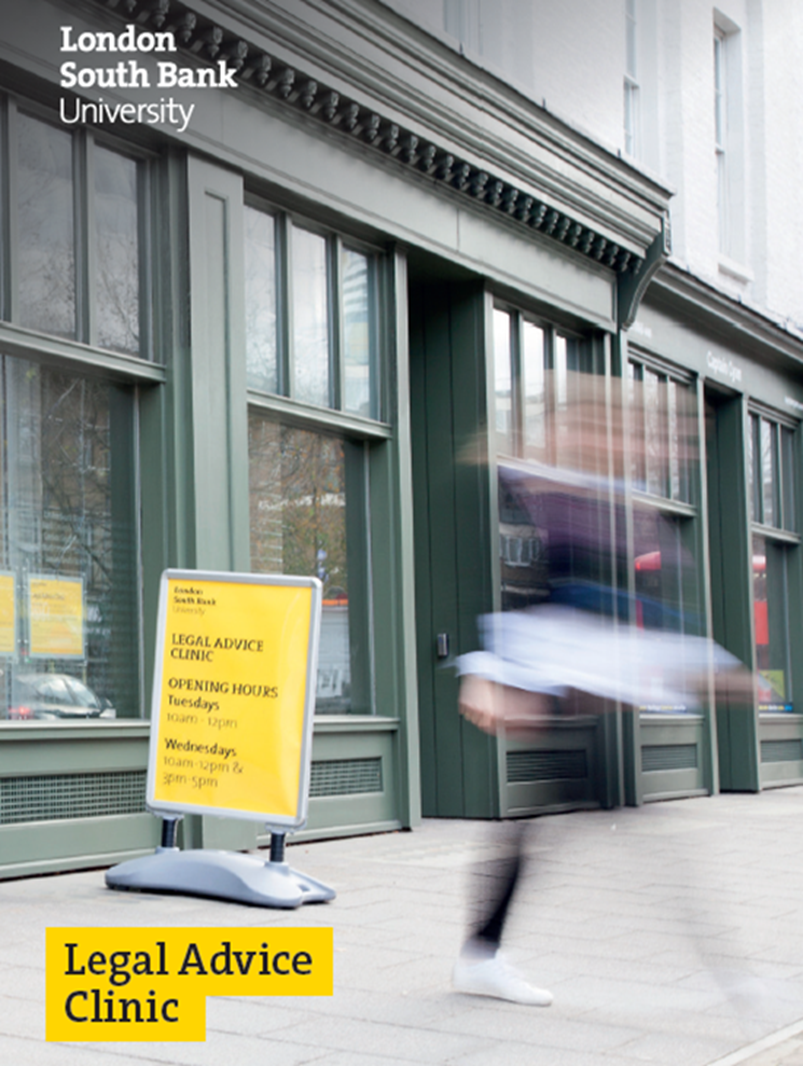 London
South Bank
University
London
South Bank
University
LEGAL ADVICE
CLINIC
OPENING HOURS
Tuesdays
10am - 12pm
Wednesdays
10am-12pm &
3pm-5pm
Legal Advice
Clinic